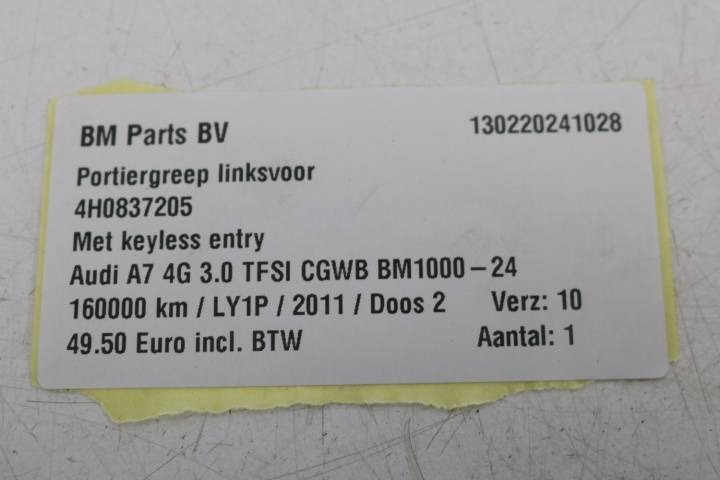 BM Parts BV 130220241028
Portiergreep linksvoor
4H0837205
Met keyless entry
Audi A7 4G 3.0 TFSI CGWB BM1000-24
160000 km / LY1P / 2011 / Doos 2 Verz: 10
49.50 Euro incl. BTW Aantal: 1